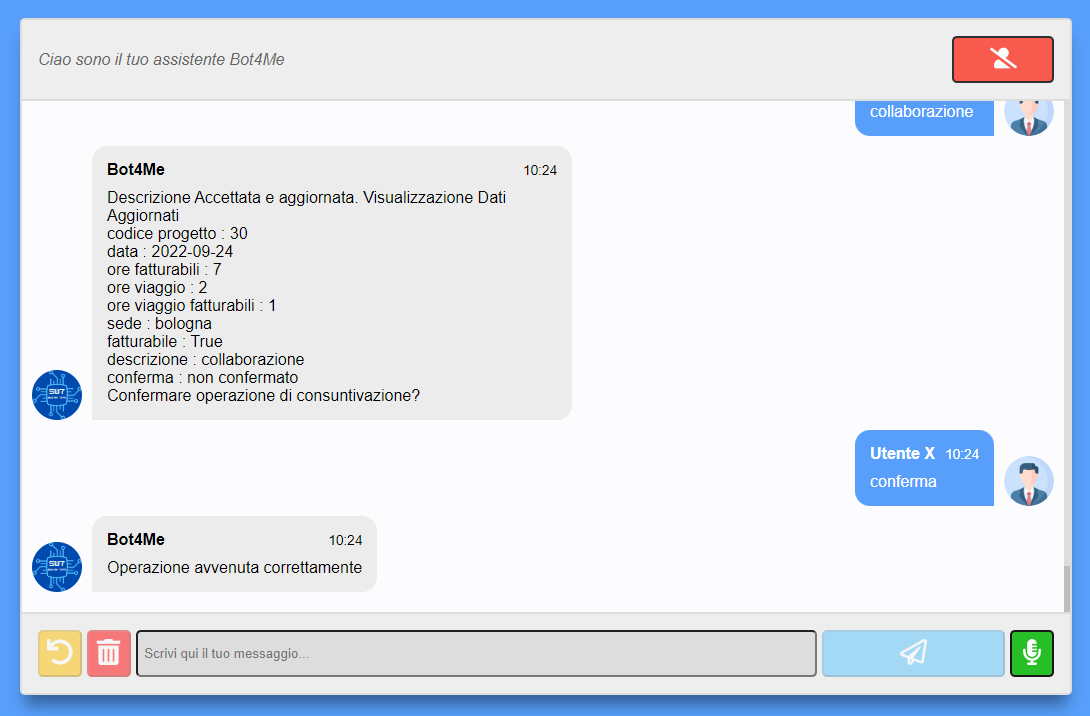 Ciao sono il tuo assistente Bot4Me
collaborazione
Bot4Me 10:24
Descrizione Accettata e aggiornata. Visualizzazione Dati
Aggiornati
codice progetto : 30
data : 2022-09-24
ore fatturabili : 7
ore viaggio : 2
ore viaggio fatturabili : 1
sede : bologna
fatturabile : True
descrizione : collaborazione
conferma : non confermato
Confermare operazione di consuntivazione?
SW7
Utente X 10:24
conferma
Bot4Me 10:24
Operazione avvenuta correttamente
SW7
Scrivi qui il tuo messaggio...